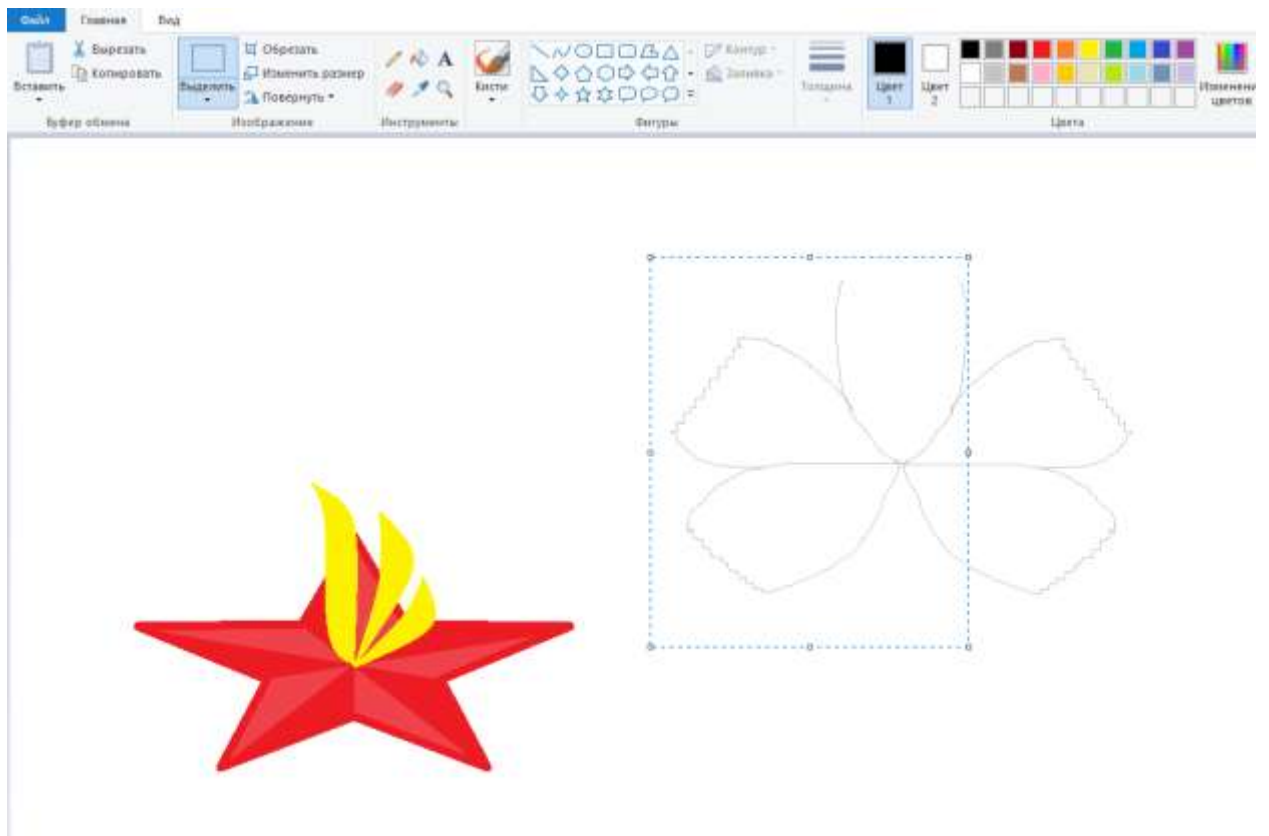 Файл Главная Вид
Вставить
Вырезать
Копировать
Буфер обмена
Выделить
Обрезать
Изменить размер
Повернуть
Изображение
A
Инструменты
Кисти
Контур
Заливка
Фигуры
Толщина
Цвет 1
Цвет 2
Изменение
цветов
Цвета